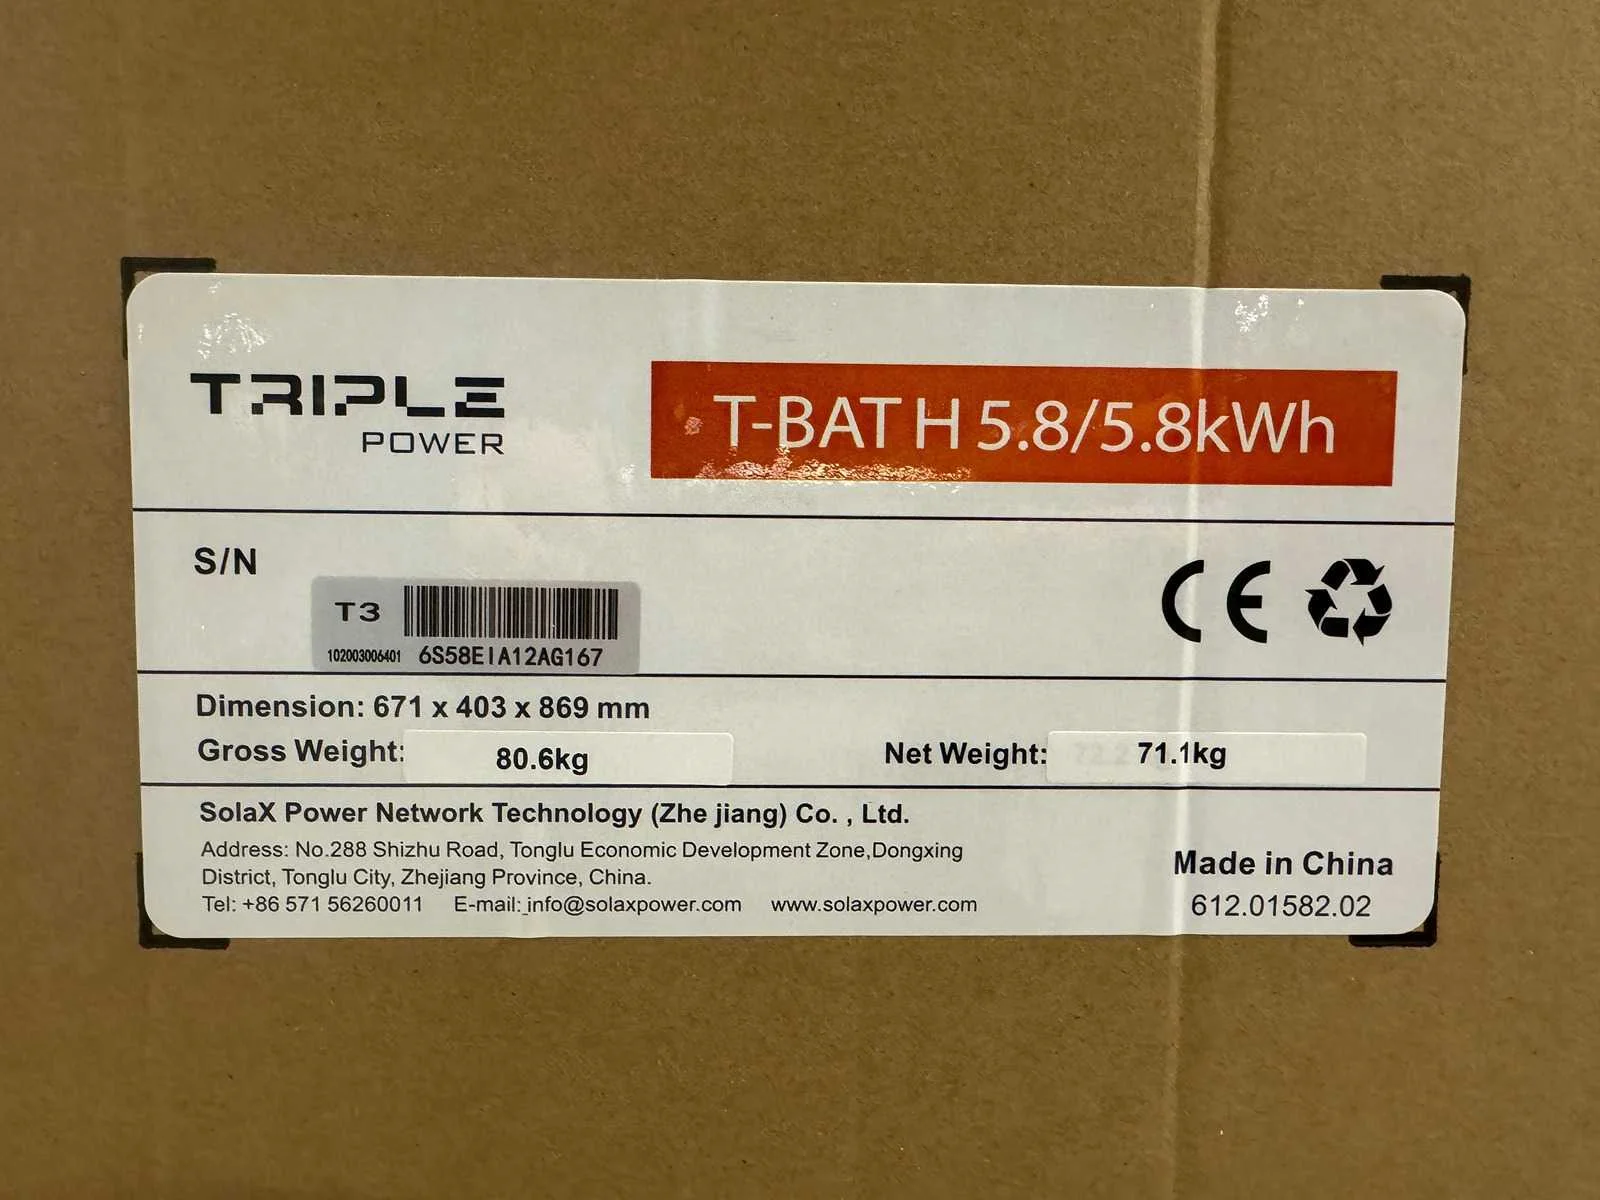 TRIPLE
POWER
T-BAT H 5.8/5.8kWh
S/N
T3
102003006401 6S58EIA12AG167
CE
Dimension: 671 x 403 x 869 mm
Gross Weight: 80.6kg Net Weight: 71.1kg
SolaX Power Network Technology (Zhe jiang) Co. , Ltd.
Address: No.288 Shizhu Road, Tonglu Economic Development Zone,Dongxing
District, Tonglu City, Zhejiang Province, China.
Tel: +86 571 56260011 E-mail: info@solaxpower.com www.solaxpower.com
Made in China
612.01582.02